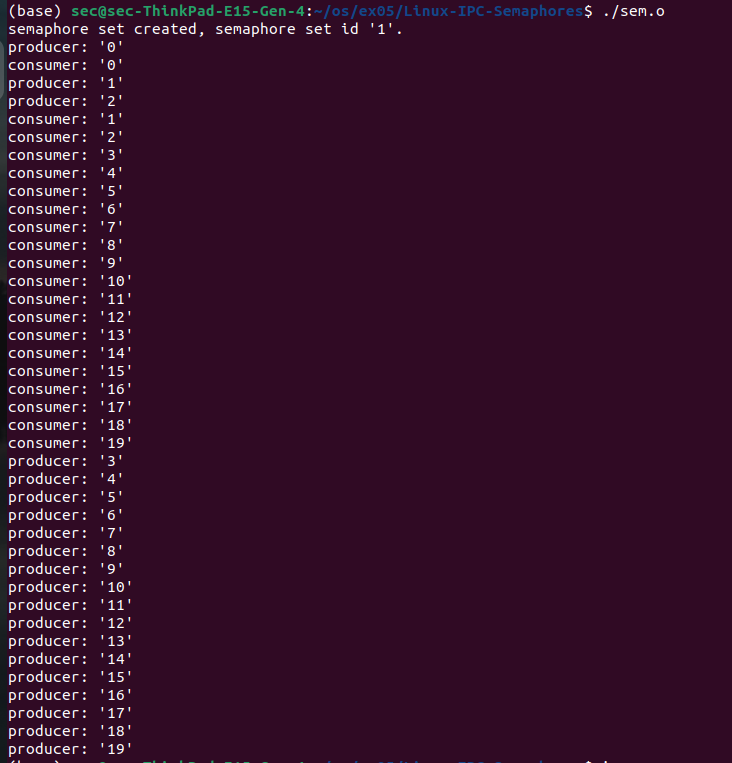 (base) sec@sec-ThinkPad-E15-Gen-4:~/os/ex05/Linux-IPC-Semaphores$ ./sem.o
semaphore set created, semaphore set id '1'.
producer: '0'
consumer: '0'
producer: '1'
producer: '2'
consumer: '1'
consumer: '2'
consumer: '3'
consumer: '4'
consumer: '5'
consumer: '6'
consumer: '7'
consumer: '8'
consumer: '9'
consumer: '10'
consumer: '11'
consumer: '12'
consumer: '13'
consumer: '14'
consumer: '15'
consumer: '16'
consumer: '17'
consumer: '18'
consumer: '19'
producer: '3'
producer: '4'
producer: '5'
producer: '6'
producer: '7'
producer: '8'
producer: '9'
producer: '10'
producer: '11'
producer: '12'
producer: '13'
producer: '14'
producer: '15'
producer: '16'
producer: '17'
producer: '18'
producer: '19'